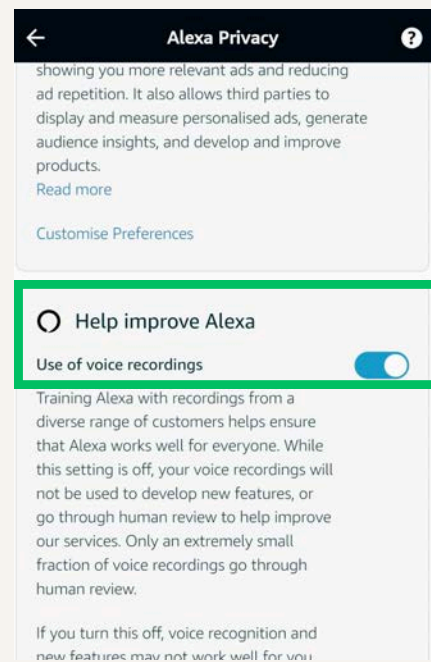 Alexa Privacy
?
showing you more relevant ads and reducing
ad repetition. It also allows third parties to
display and measure personalised ads, generate
audience insights, and develop and improve
products.
Read more
Customise Preferences
Help improve Alexa
Use of voice recordings
Training Alexa with recordings from a
diverse range of customers helps ensure
that Alexa works well for everyone. While
this setting is off, your voice recordings will
not be used to develop new features, or
go through human review to help improve
our services. Only an extremely small
fraction of voice recordings go through
human review.
If you turn this off, voice recognition and
new features may not work well for you